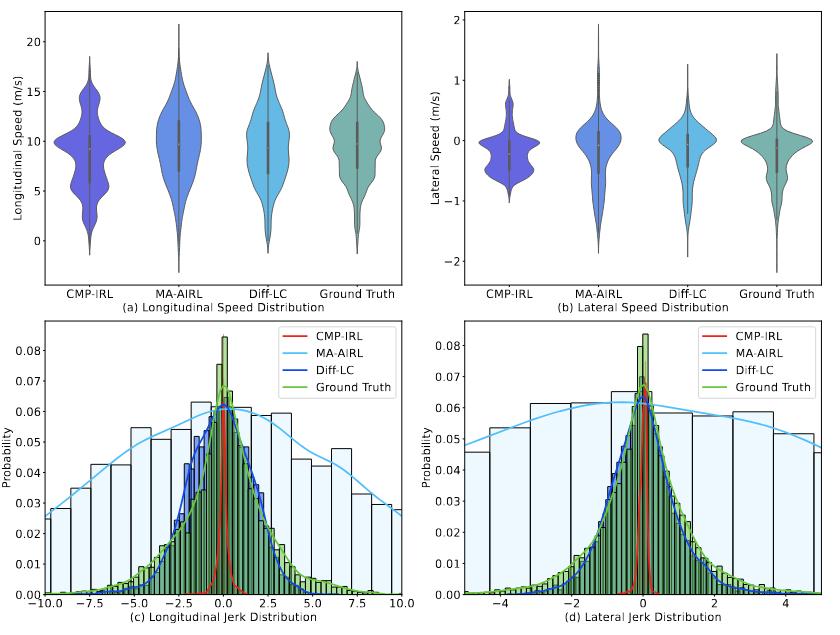 20
15
10
5
0
Longitudinal Speed (m/s)
CMP-IRL MA-AIRL Diff-LC Ground Truth
(a) Longitudinal Speed Distribution
2
1
0
−1
−2
Lateral Speed (m/s)
CMP-IRL MA-AIRL Diff-LC Ground Truth
(b) Lateral Speed Distribution
0.08
0.07
0.06
0.05
0.04
0.03
0.02
0.01
0.00
Probability
CMP-IRL
MA-AIRL
Diff-LC
Ground Truth
−10.0 −7.5 −5.0 −2.5 0.0 2.5 5.0 7.5 10.0
(c) Longitudinal Jerk Distribution
0.08
0.07
0.06
0.05
0.04
0.03
0.02
0.01
0.00
Probability
CMP-IRL
MA-AIRL
Diff-LC
Ground Truth
−4 −2 0 2 4
(d) Lateral Jerk Distribution